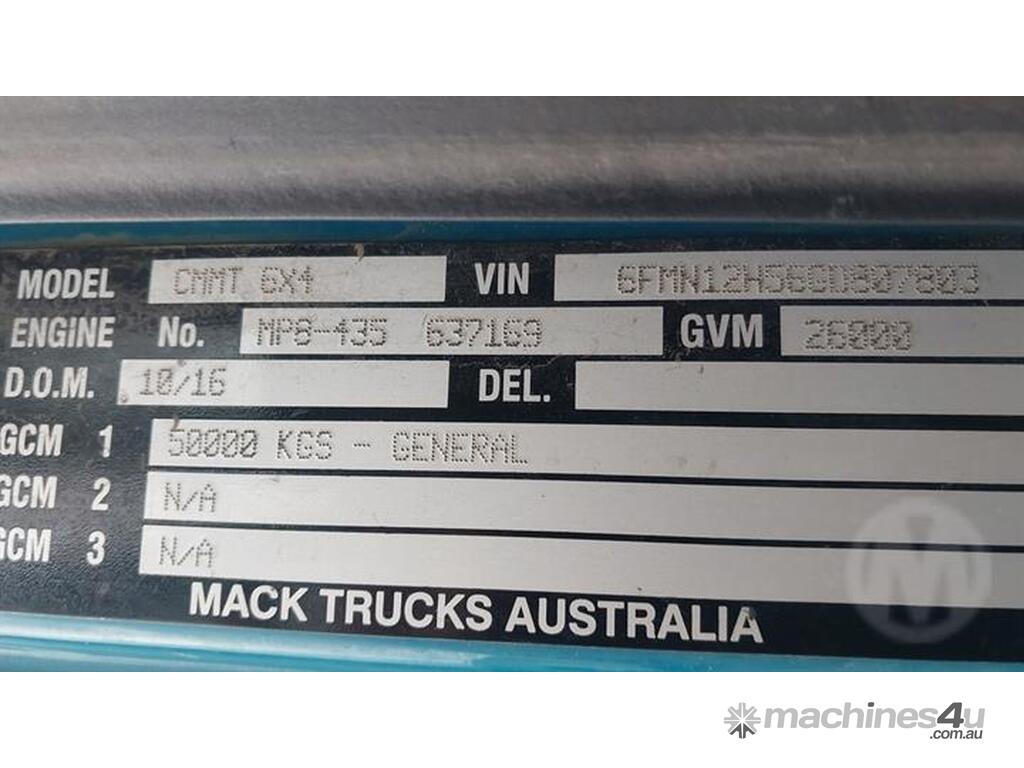 MODEL CMMT 6X4 VIN
ENGINE No. MP8-435 637169 GVM 26000
D.O.M. 10/16 DEL.
GCM 1 50000 KGS - GENERAL
GCM 2 N/A
GCM 3 N/A
MACK TRUCKS AUSTRALIA
M
machines4u
.com.au